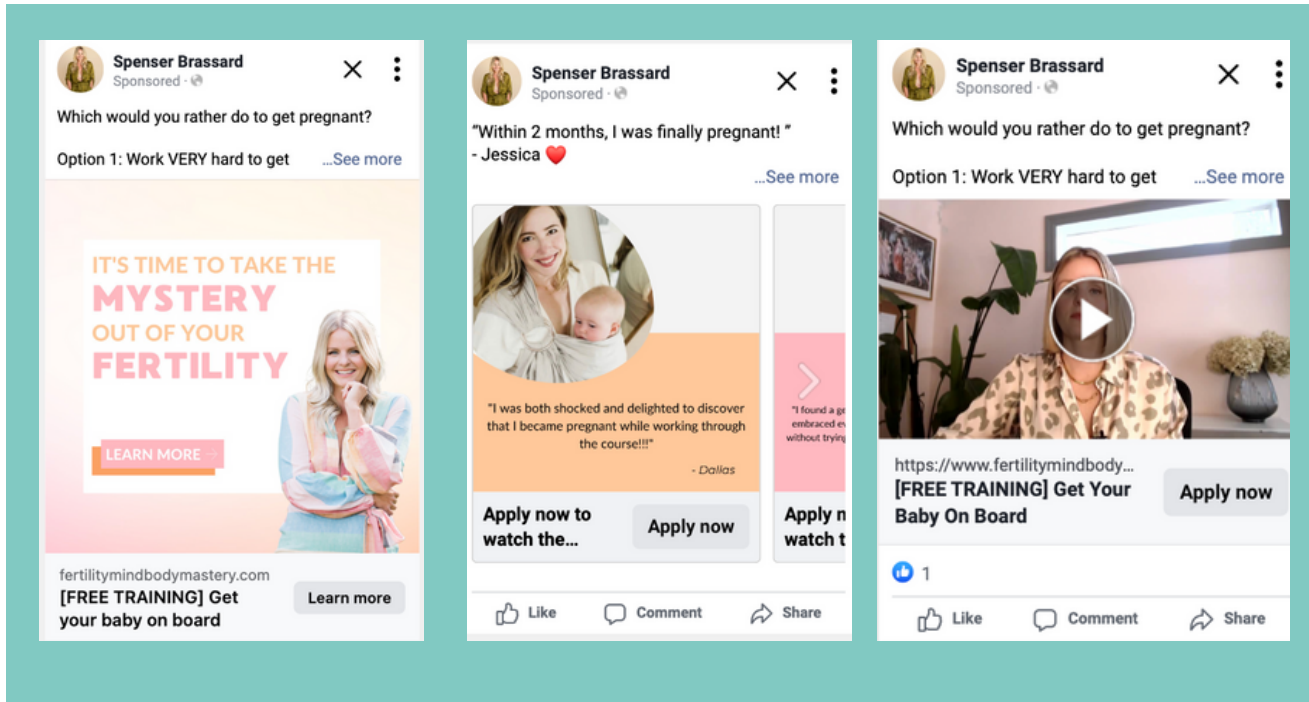 Spenser Brassard
Sponsored ·
Which would you rather do to get pregnant?
Option 1: Work VERY hard to get ...See more
IT'S TIME TO TAKE THE
MYSTERY
OUT OF YOUR
FERTILITY
LEARN MORE →
fertilitymindbodymastery.com
[FREE TRAINING] Get
your baby on board
Learn more
Spenser Brassard
Sponsored ·
"Within 2 months, I was finally pregnant! "
- Jessica ❤️
...See more
"I was both shocked and delighted to discover
that I became pregnant while working through
the course!!!"
- Dallas
Apply now to
watch the...
Apply now
"I found a
embraced
without trying
Apply
watch
Like
Comment
Share
Spenser Brassard
Sponsored ·
Which would you rather do to get pregnant?
Option 1: Work VERY hard to get ...See more
https://www.fertilitymindbody...
[FREE TRAINING] Get Your
Baby On Board
Apply now
1
Like
Comment
Share